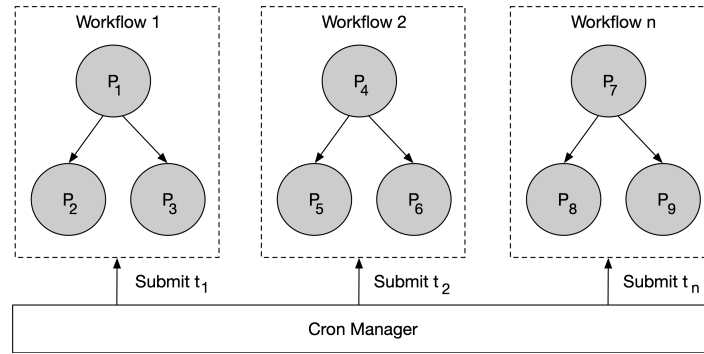 Workflow 1
Workflow 2
Workflow n
P1
P4
P7
P2
P3
P5
P6
P8
P9
Submit t1
Submit t2
Submit tn
Cron Manager